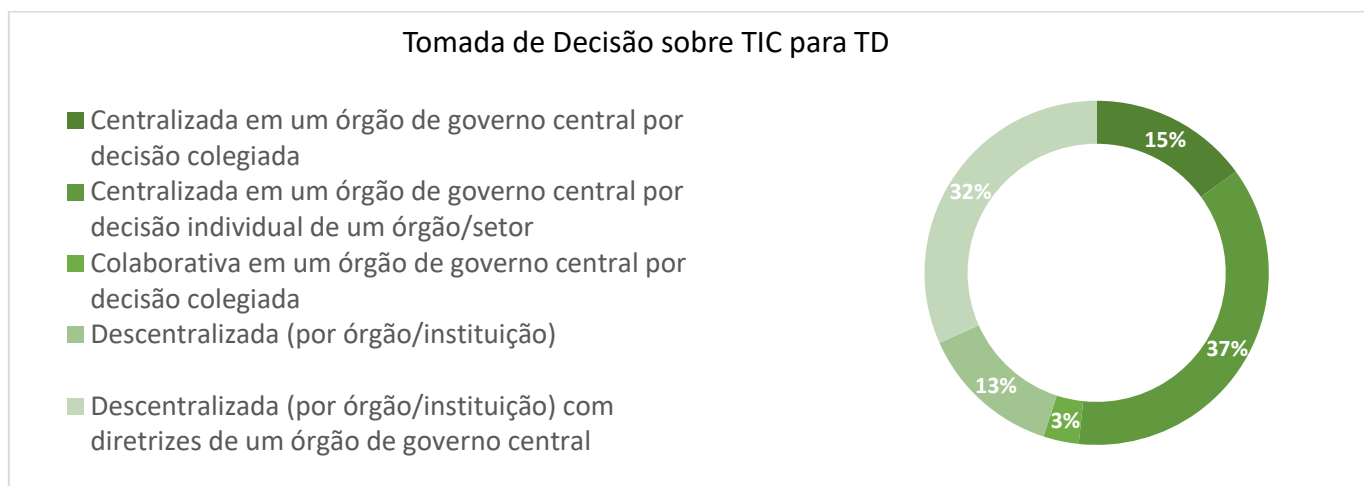 Tomada de Decisão sobre TIC para TD
Centralizada em um órgão de governo central por
decisão colegiada
Centralizada em um órgão de governo central por
decisão individual de um órgão/setor
Colaborativa em um órgão de governo central por
decisão colegiada
Descentralizada (por órgão/instituição)
Descentralizada (por órgão/instituição) com
diretrizes de um órgão de governo central
15%
37%
3%
13%
32%